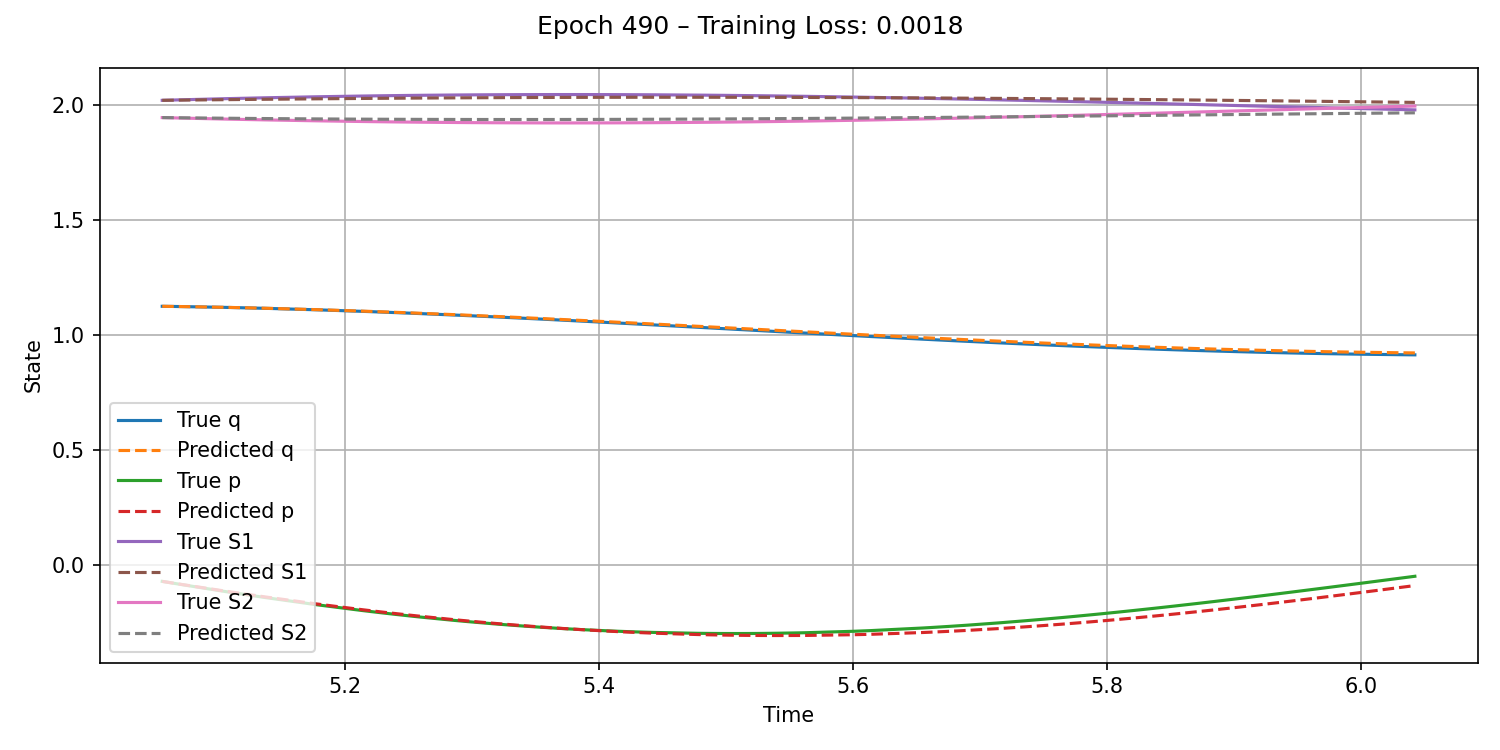 Epoch 490 – Training Loss: 0.0018
2.0
1.5
1.0
0.5
0.0
State
True q
Predicted q
True p
Predicted p
True S1
Predicted S1
True S2
Predicted S2
5.2 5.4 5.6 5.8 6.0
Time